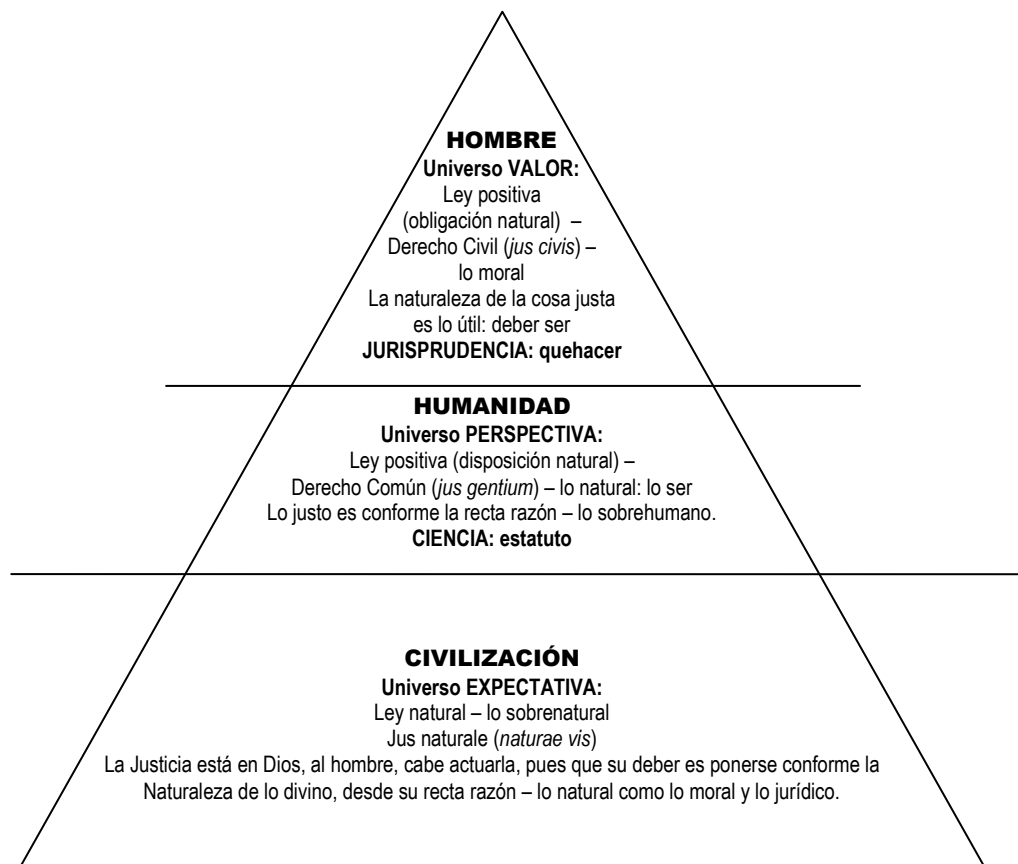 HOMBRE
Universo VALOR:
Ley positiva
(obligación natural) –
Derecho Civil (jus civis) –
lo moral
La naturaleza de la cosa justa
es lo útil: deber ser
JURISPRUDENCIA: quehacer
HUMANIDAD
Universo PERSPECTIVA:
Ley positiva (disposición natural) –
Derecho Común (jus gentium) – lo natural: lo ser
Lo justo es conforme la recta razón – lo sobrehumano.
CIENCIA: estatuto
CIVILIZACIÓN
Universo EXPECTATIVA:
Ley natural – lo sobrenatural
Jus naturale (naturae vis)
La Justicia está en Dios, al hombre, cabe actuarla, pues que su deber es ponerse conforme la
Naturaleza de lo divino, desde su recta razón – lo natural como lo moral y lo jurídico.